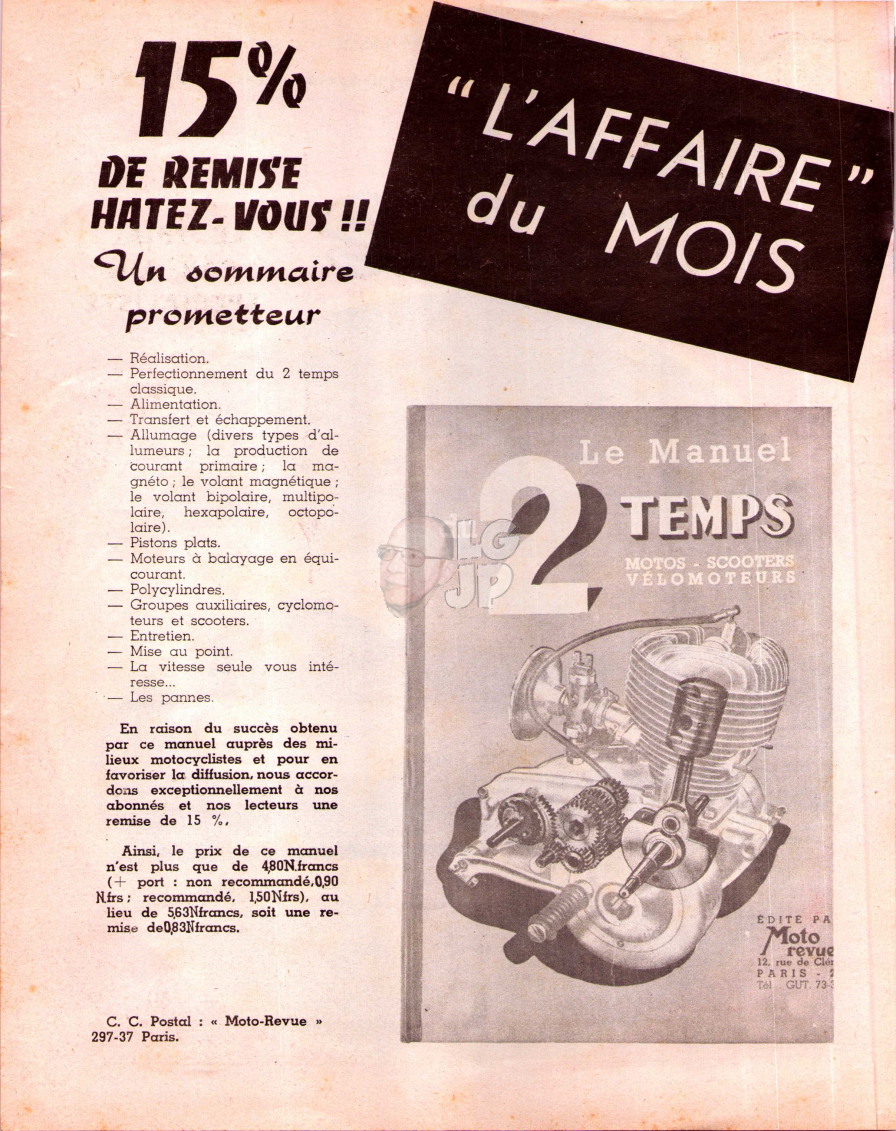 15%
DE REMISE
HATEZ-VOUS !!
Un sommaire
prometteur
"L'AFFAIRE"
du MOIS
— Réalisation.
— Perfectionnement du 2 temps
classique.
— Alimentation.
— Transfert et échappement.
— Allumage (divers types d'al-
lumeurs ; la production de
courant primaire ; la ma-
gnéto ; le volant magnétique ;
le volant bipolaire, multipo-
laire, hexapolaire, octopo-
laire).
— Pistons plats.
— Moteurs à balayage en équi-
courant.
— Polycylindres.
— Groupes auxiliaires, cyclomo-
teurs et scooters.
— Entretien.
— Mise au point.
— La vitesse seule vous inté-
resse...
— Les pannes.
En raison du succès obtenu
par ce manuel auprès des mi-
lieux motocyclistes et pour en
favoriser la diffusion, nous accor-
dons exceptionnellement à nos
abonnés et nos lecteurs une
remise de 15 %.
Ainsi, le prix de ce manuel
n'est plus que de 4,80N.francs
(+ port : non recommandé,0,90
N.frs ; recommandé, 1,50N.frs), au
lieu de 5,63Nfrancs, soit une re-
mise de0,83Nfrancs.
C. C. Postal : « Moto-Revue »
297-37 Paris.
Le Manuel
2 TEMPS
MOTOS - SCOOTERS
VÉLOMOTEURS
LG
JP
ÉDITÉ PA
Moto
revue
12, rue de Clé
PARIS - 2
Tél GUT. 73-3